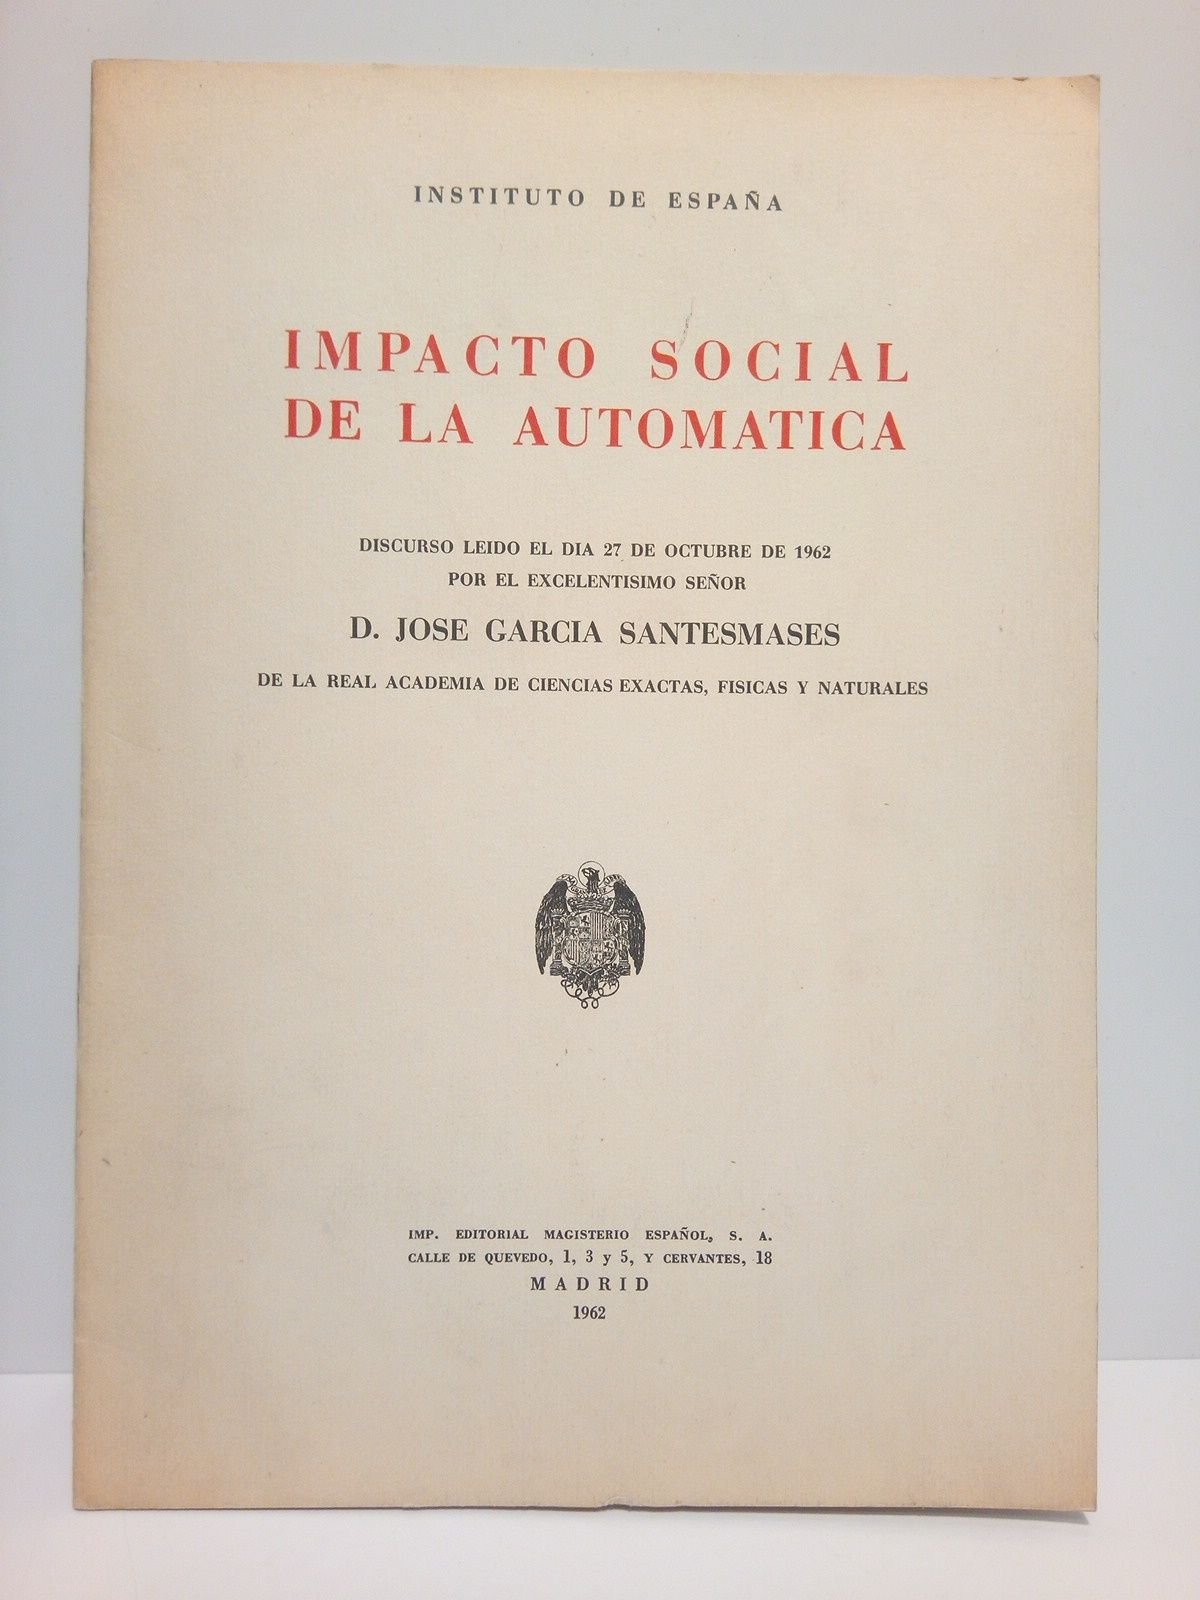 INSTITUTO DE ESPAÑA
IMPACTO SOCIAL
DE LA AUTOMATICA
DISCURSO LEIDO EL DIA 27 DE OCTUBRE DE 1962
POR EL EXCELENTISIMO SEÑOR
D. JOSE GARCIA SANTESMASES
DE LA REAL ACADEMIA DE CIENCIAS EXACTAS, FISICAS Y NATURALES
IMP. EDITORIAL MAGISTERIO ESPAÑOL, S. A.
CALLE DE QUEVEDO, 1, 3 y 5, Y CERVANTES, 18
MADRID
1962